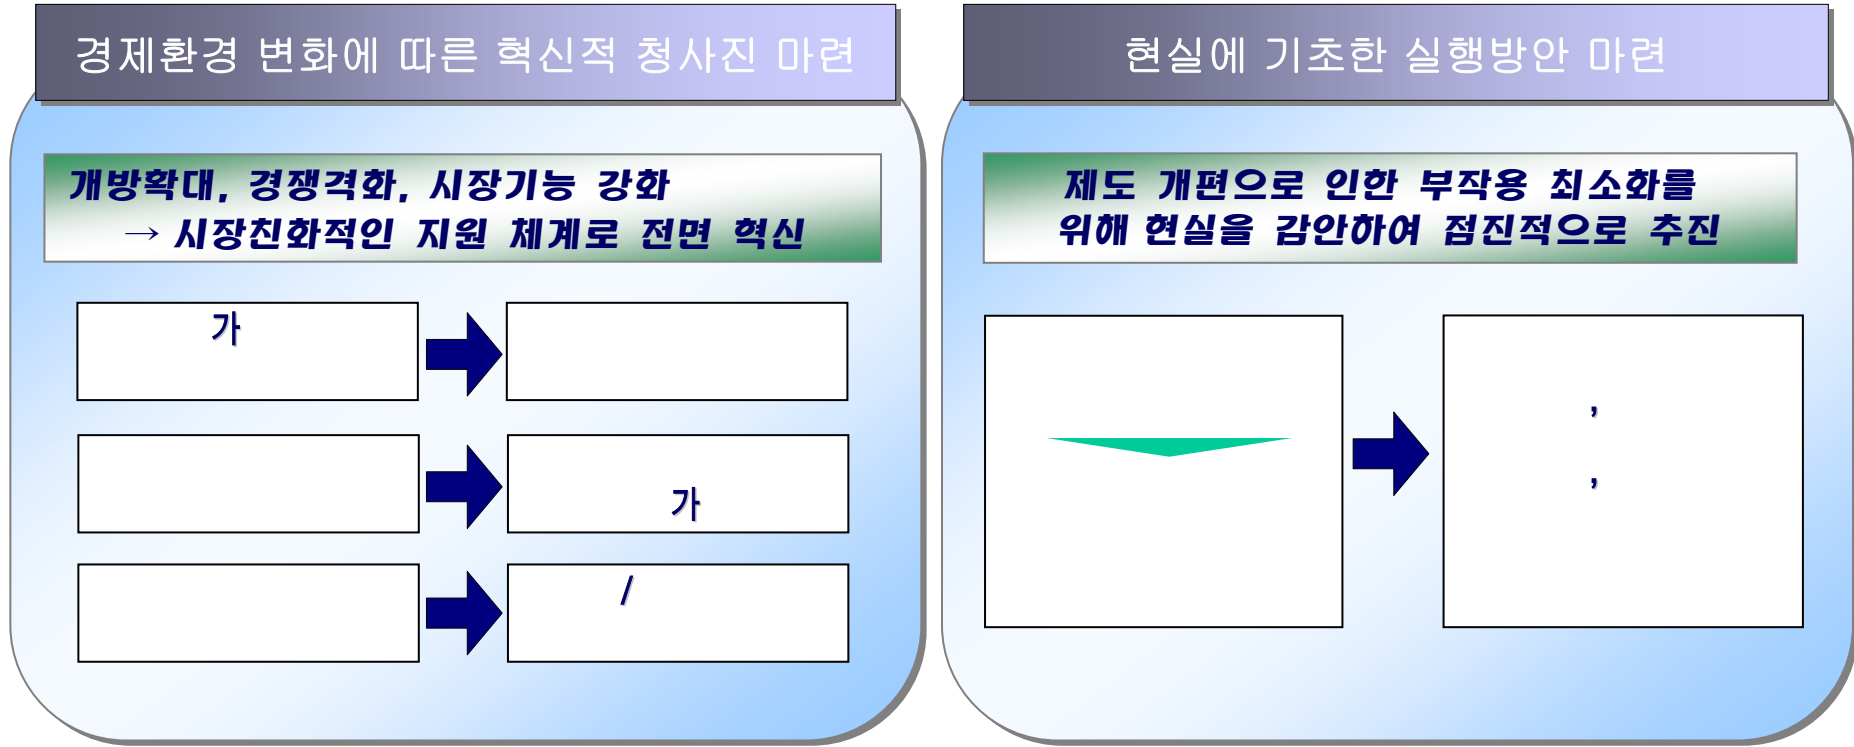 경제환경 변화에 따른 혁신적 청사진 마련
개방확대, 경쟁격화, 시장기능 강화
→ 시장친화적인 지원 체계로 전면 혁신
가
가
/
현실에 기초한 실행방안 마련
제도 개편으로 인한 부작용 최소화를
위해 현실을 감안하여 점진적으로 추진
,
,